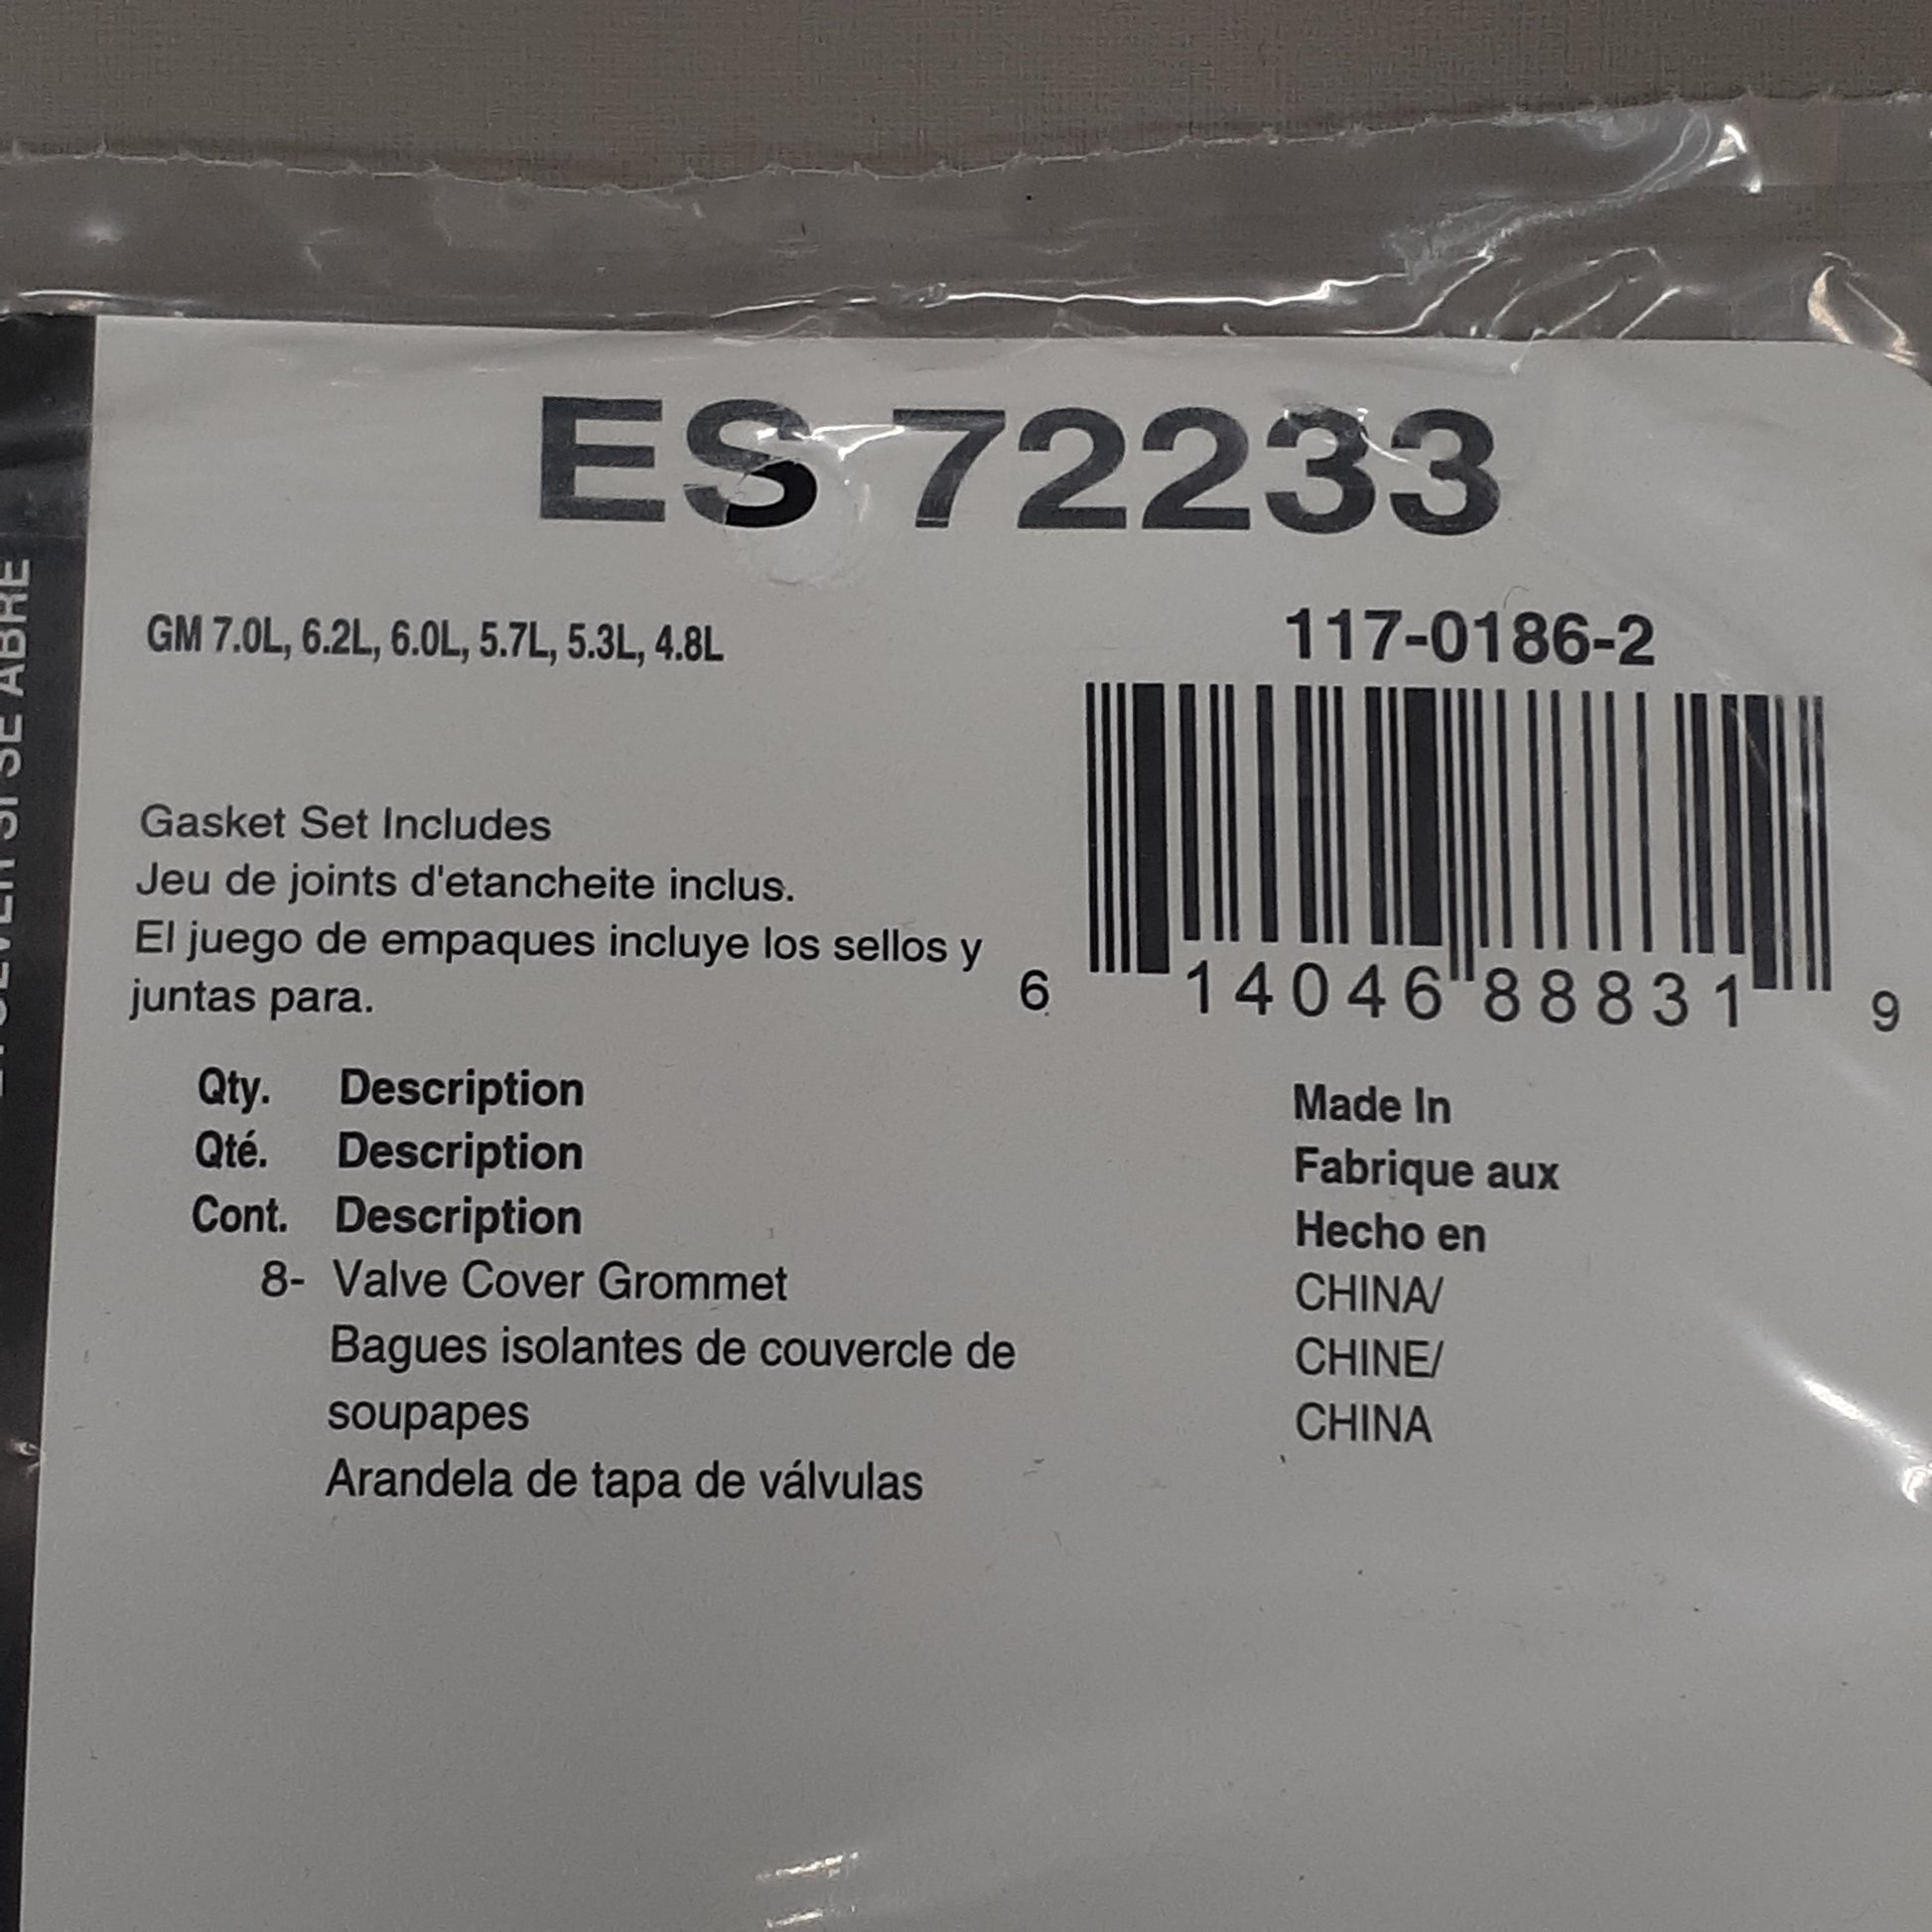 ES 72233
GM 7.0L, 6.2L, 6.0L, 5.7L, 5.3L, 4.8L
117-0186-2
Gasket Set Includes
Jeu de joints d'etancheite inclus.
El juego de empaques incluye los sellos y
juntas para.
6 14046 88831 9
Qty. Description
Qté. Description
Cont. Description
8- Valve Cover Grommet
Bagues isolantes de couvercle de
soupapes
Arandela de tapa de válvulas
Made In
Fabrique aux
Hecho en
CHINA/
CHINE/
CHINA
SI SE ABRE